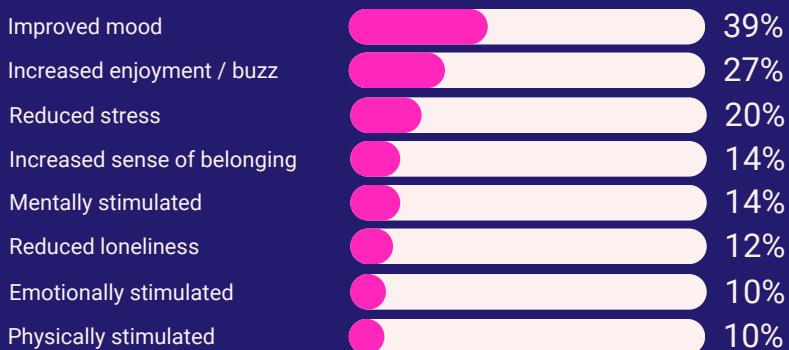 Improved mood 39%
Increased enjoyment / buzz 27%
Reduced stress 20%
Increased sense of belonging 14%
Mentally stimulated 14%
Reduced loneliness 12%
Emotionally stimulated 10%
Physically stimulated 10%